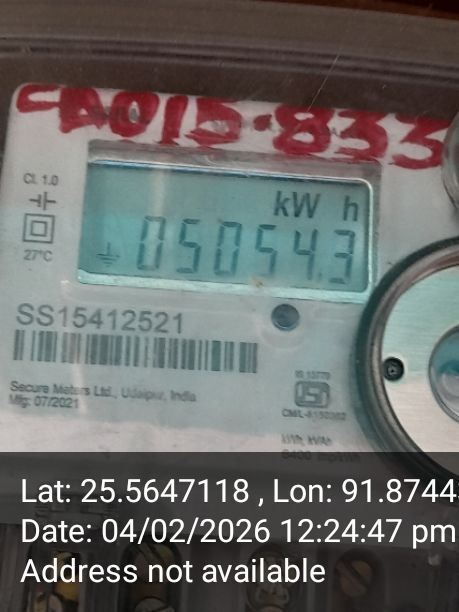 015-833
Cl. 1.0
27°C
kW h
05054.3
SS15412521
Secure Meters Ltd., Udaipur, India
Mfg: 07/2021
IS 13779
kWh, kVAh
Lat: 25.5647118 , Lon: 91.8744
Date: 04/02/2026 12:24:47 pm
Address not available